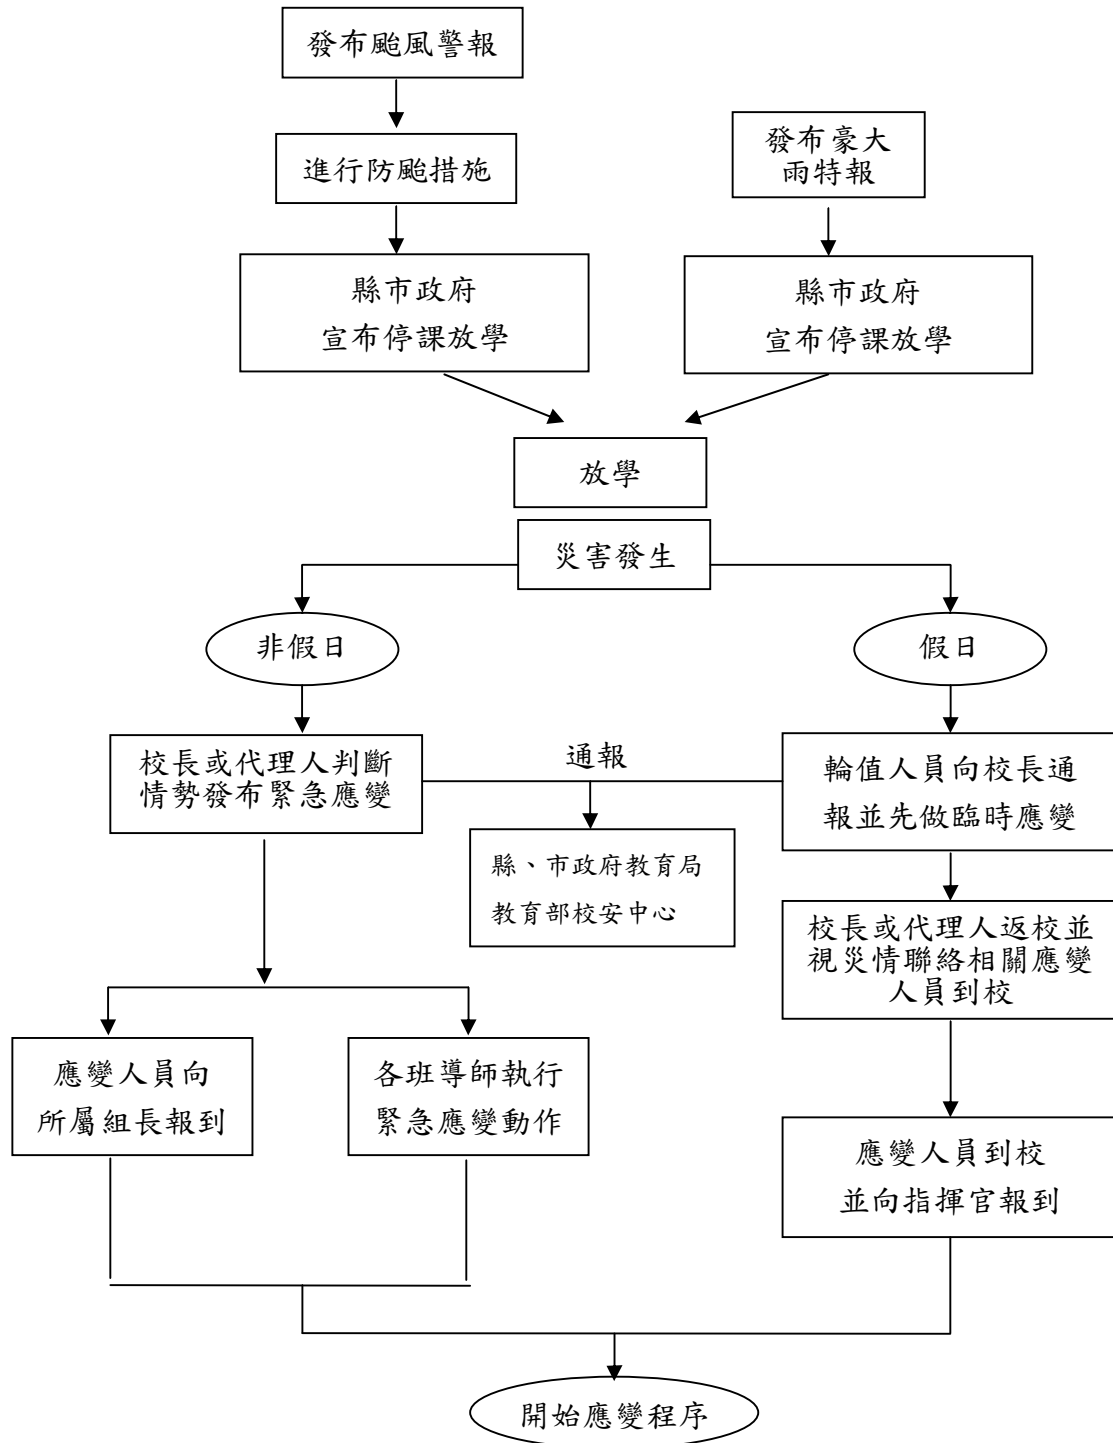 發布颱風警報
進行防颱措施
發布豪大
雨特報
縣市政府
宣布停課放學
縣市政府
宣布停課放學
放學
災害發生
非假日
假日
校長或代理人判斷
情勢發布緊急應變
通報
輪值人員向校長通
報並先做臨時應變
縣、市政府教育局
教育部校安中心
校長或代理人返校並
視災情聯絡相關應變
人員到校
應變人員向
所屬組長報到
各班導師執行
緊急應變動作
應變人員到校
並向指揮官報到
開始應變程序